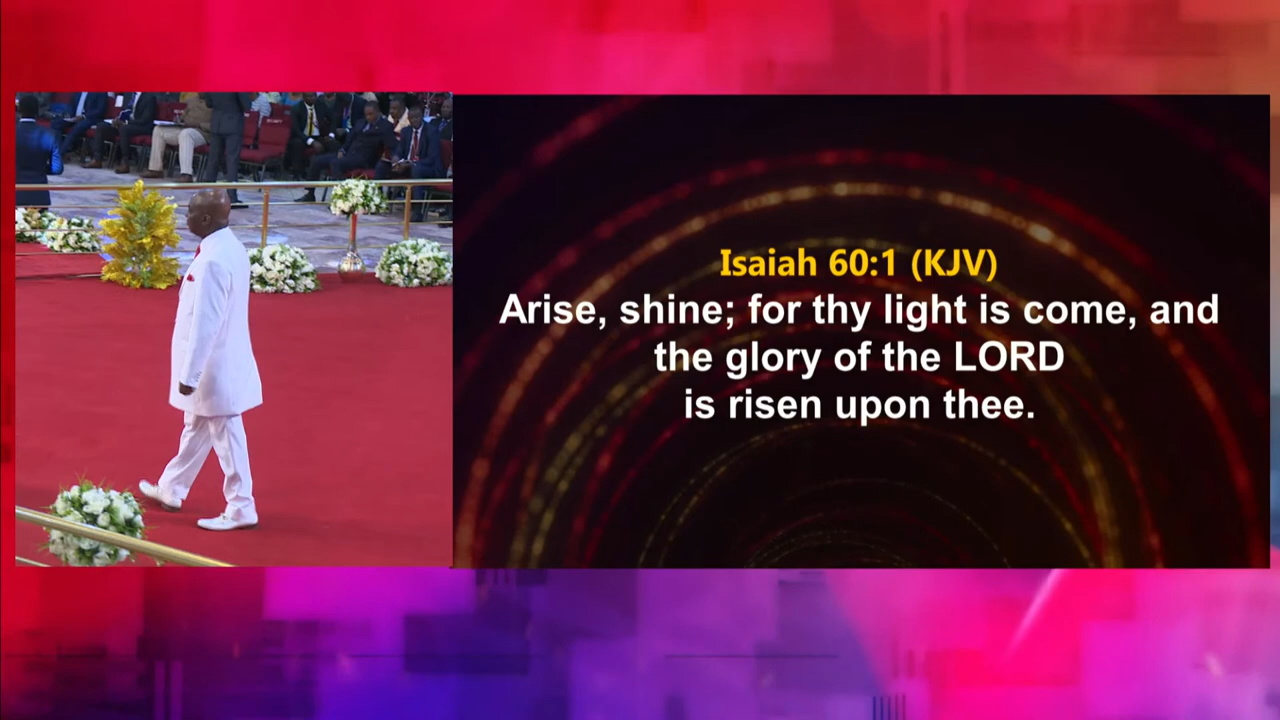 Isaiah 60:1 (KJV)
Arise, shine; for thy light is come, and
the glory of the LORD
is risen upon thee.